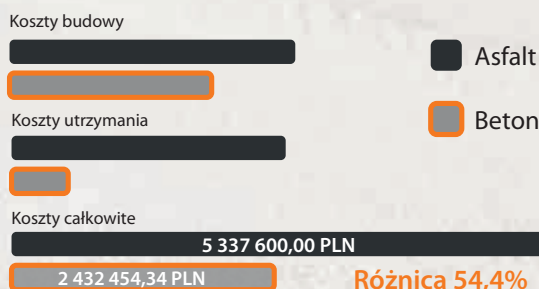 Koszty budowy
Asfalt
Beton
Koszty utrzymania
Koszty całkowite
5 337 600,00 PLN
2 432 454,34 PLN
Różnica 54,4%